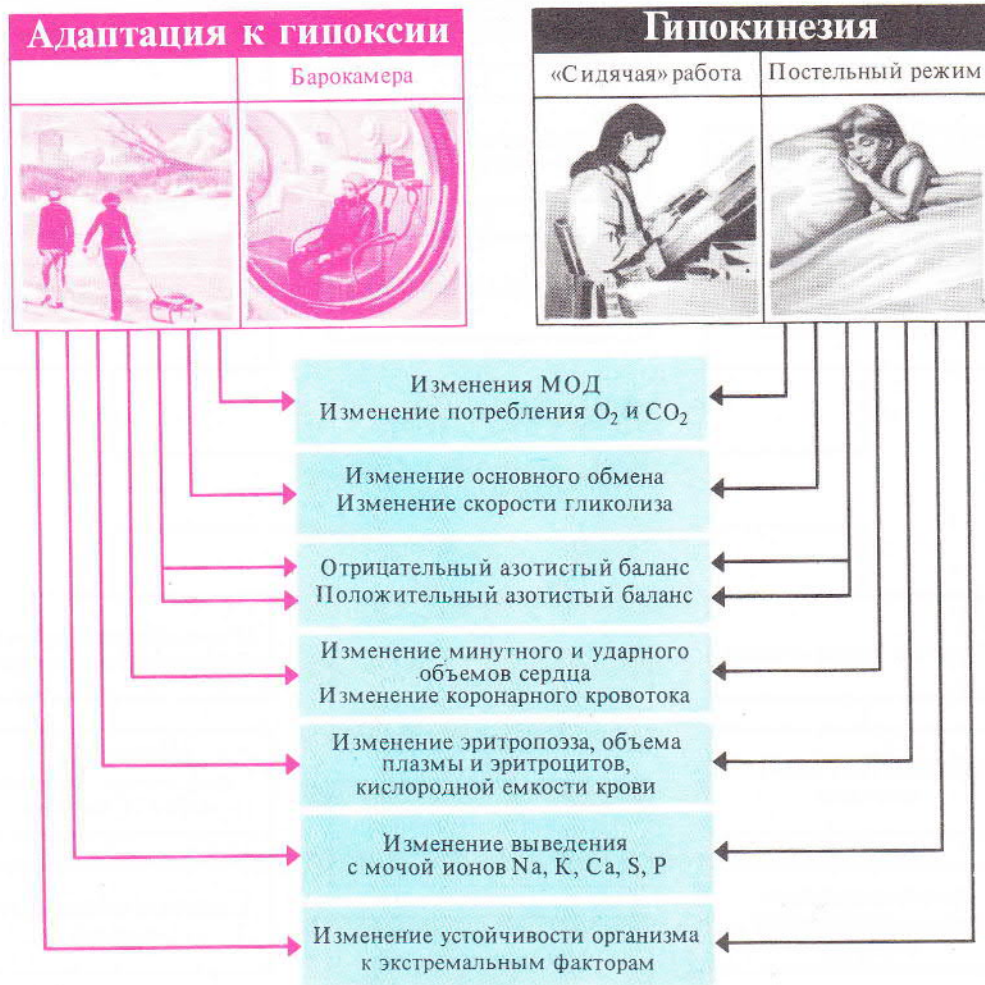 Адаптация к гипоксии
Барокамера
Гипокинезия
«Сидячая» работа
Постельный режим
Изменения МОД
Изменение потребления O₂ и CO₂
Изменение основного обмена
Изменение скорости гликолиза
Отрицательный азотистый баланс
Положительный азотистый баланс
Изменение минутного и ударного
объемов сердца
Изменение коронарного кровотока
Изменение эритропоэза, объема
плазмы и эритроцитов,
кислородной емкости крови
Изменение выведения
с мочой ионов Na, K, Ca, S, P
Изменение устойчивости организма
к экстремальным факторам